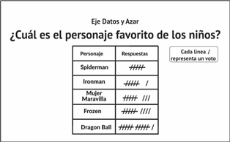 Eje Datos y Azar
¿Cuál es el personaje favorito de los niños?
Personaje Respuestas
Cada línea /
representa un voto
Spiderman
Ironman
Mujer
Maravilla
Frozen
Dragon Ball